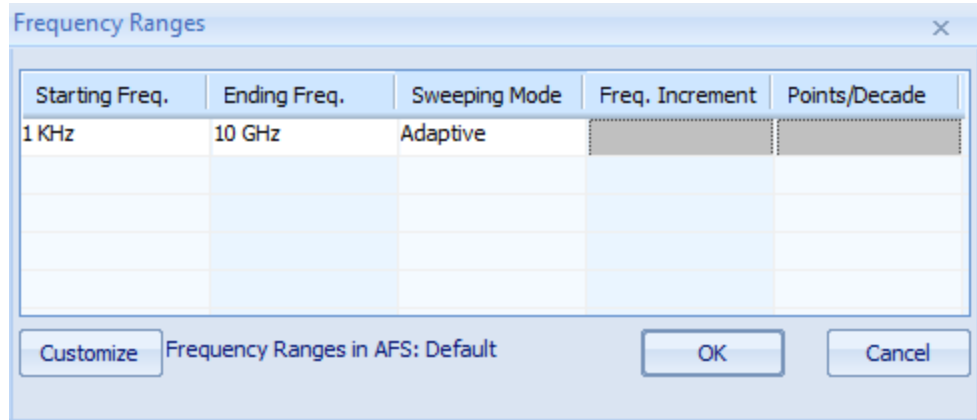 Frequency Ranges
Starting Freq. Ending Freq. Sweeping Mode Freq. Increment Points/Decade
1 KHz 10 GHz Adaptive
Customize Frequency Ranges in AFS: Default OK Cancel